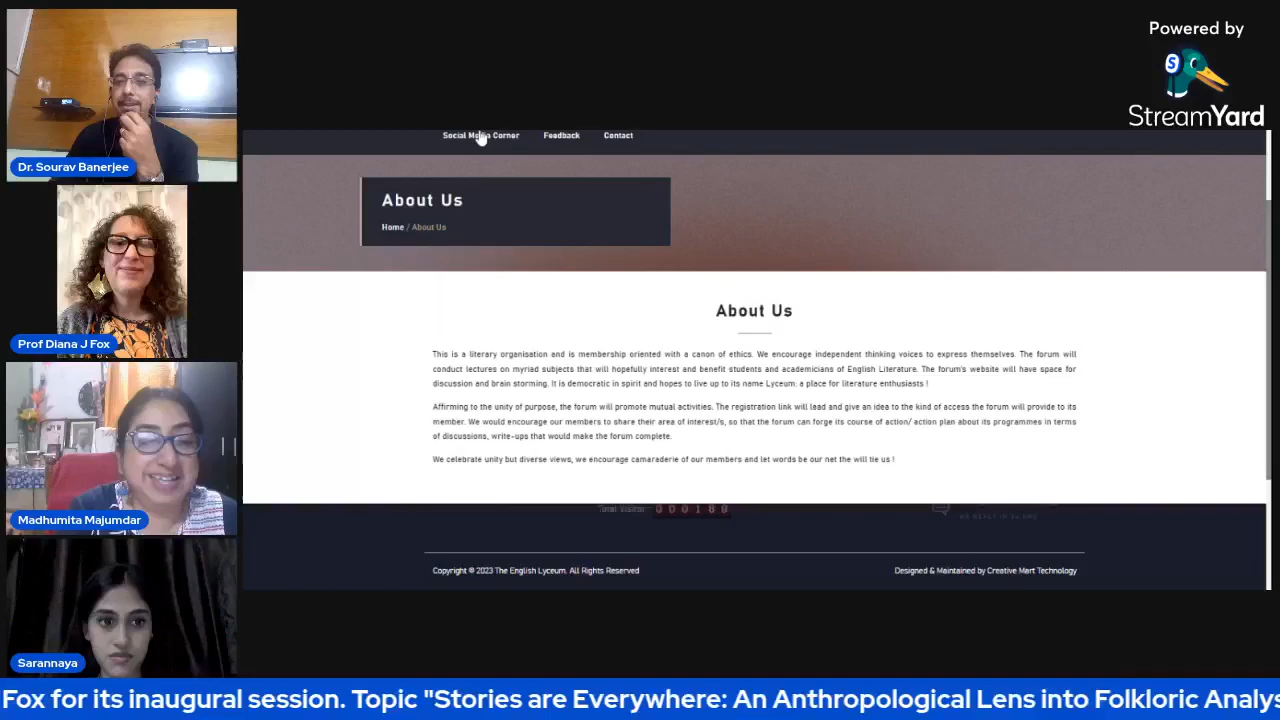 Powered by
S
StreamYard
Dr. Sourav Banerjee
Prof Diana J Fox
Madhumita Majumdar
Sarannaya
Social Media Corner Feedback Contact
About Us
Home / About Us
About Us
This is a literary organisation and is membership oriented with a canon of ethics. We encourage independent thinking voices to express themselves. The forum will
conduct lectures on myriad subjects that will hopefully interest and benefit students and academicians of English Literature. The forum's website will have space for
discussion and brain storming. It is democratic in spirit and hopes to live up to its name Lyceum: a place for literature enthusiasts !
Affirming to the unity of purpose, the forum will promote mutual activities. The registration link will lead and give an idea to the kind of access the forum will provide to its
member. We would encourage our members to share their area of interest/s, so that the forum can forge its course of action/ action plan about its programmes in terms
of discussions, write-ups that would make the forum complete.
We celebrate unity but diverse views, we encourage camaraderie of our members and let words be our net the will tie us !
Total Visitor 000180
Copyright © 2023 The English Lyceum. All Rights Reserved
Designed & Maintained by Creative Mart Technology
Fox for its inaugural session. Topic "Stories are Everywhere: An Anthropological Lens into Folkloric Analys